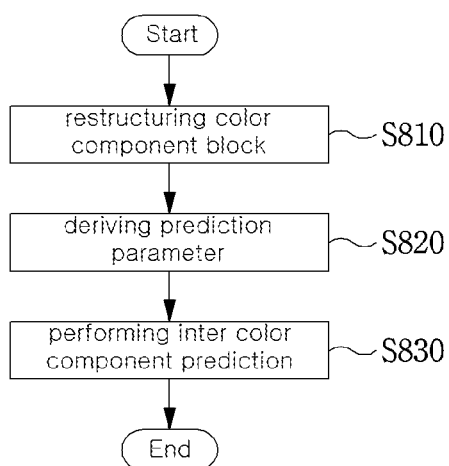 Start
restructuring color
component block
S810
deriving prediction
parameter
S820
performing inter color
component prediction
S830
End